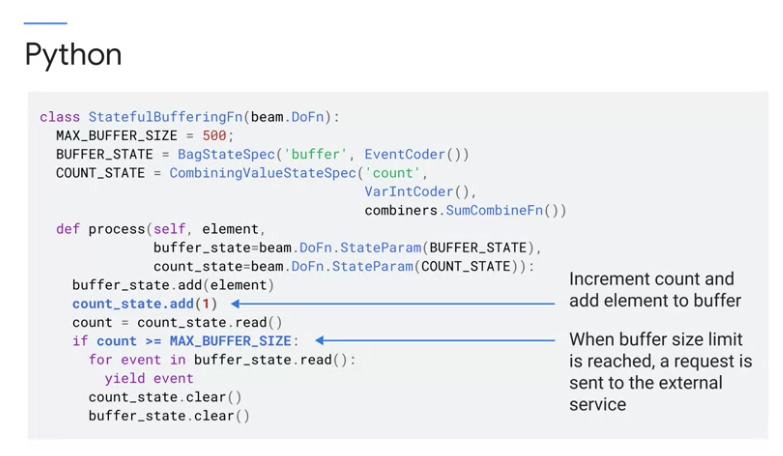 Python
class StatefulBufferingFn(beam.DoFn):
MAX_BUFFER_SIZE = 500;
BUFFER_STATE = BagStateSpec('buffer', EventCoder())
COUNT_STATE = CombiningValueStateSpec('count',
VarIntCoder(),
combiners.SumCombineFn())
def process(self, element,
buffer_state=beam.DoFn.StateParam(BUFFER_STATE),
count_state=beam.DoFn.StateParam(COUNT_STATE)):
buffer_state.add(element)
count_state.add(1)
count = count_state.read()
if count >= MAX_BUFFER_SIZE:
for event in buffer_state.read():
yield event
count_state.clear()
buffer_state.clear()
Increment count and
add element to buffer
When buffer size limit
is reached, a request is
sent to the external
service